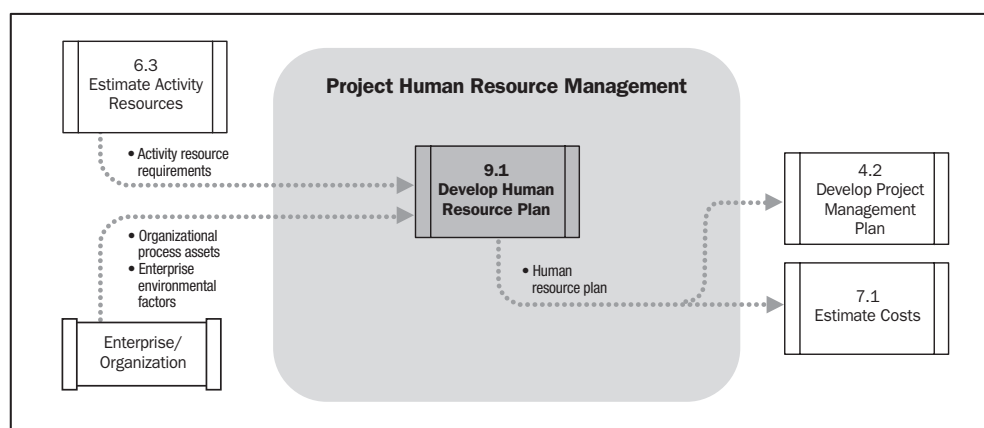 6.3
Estimate Activity
Resources
Project Human Resource Management
• Activity resource
requirements
9.1
Develop Human
Resource Plan
4.2
Develop Project
Management
Plan
• Organizational
process assets
• Enterprise
environmental
factors
• Human
resource plan
7.1
Estimate Costs
Enterprise/
Organization